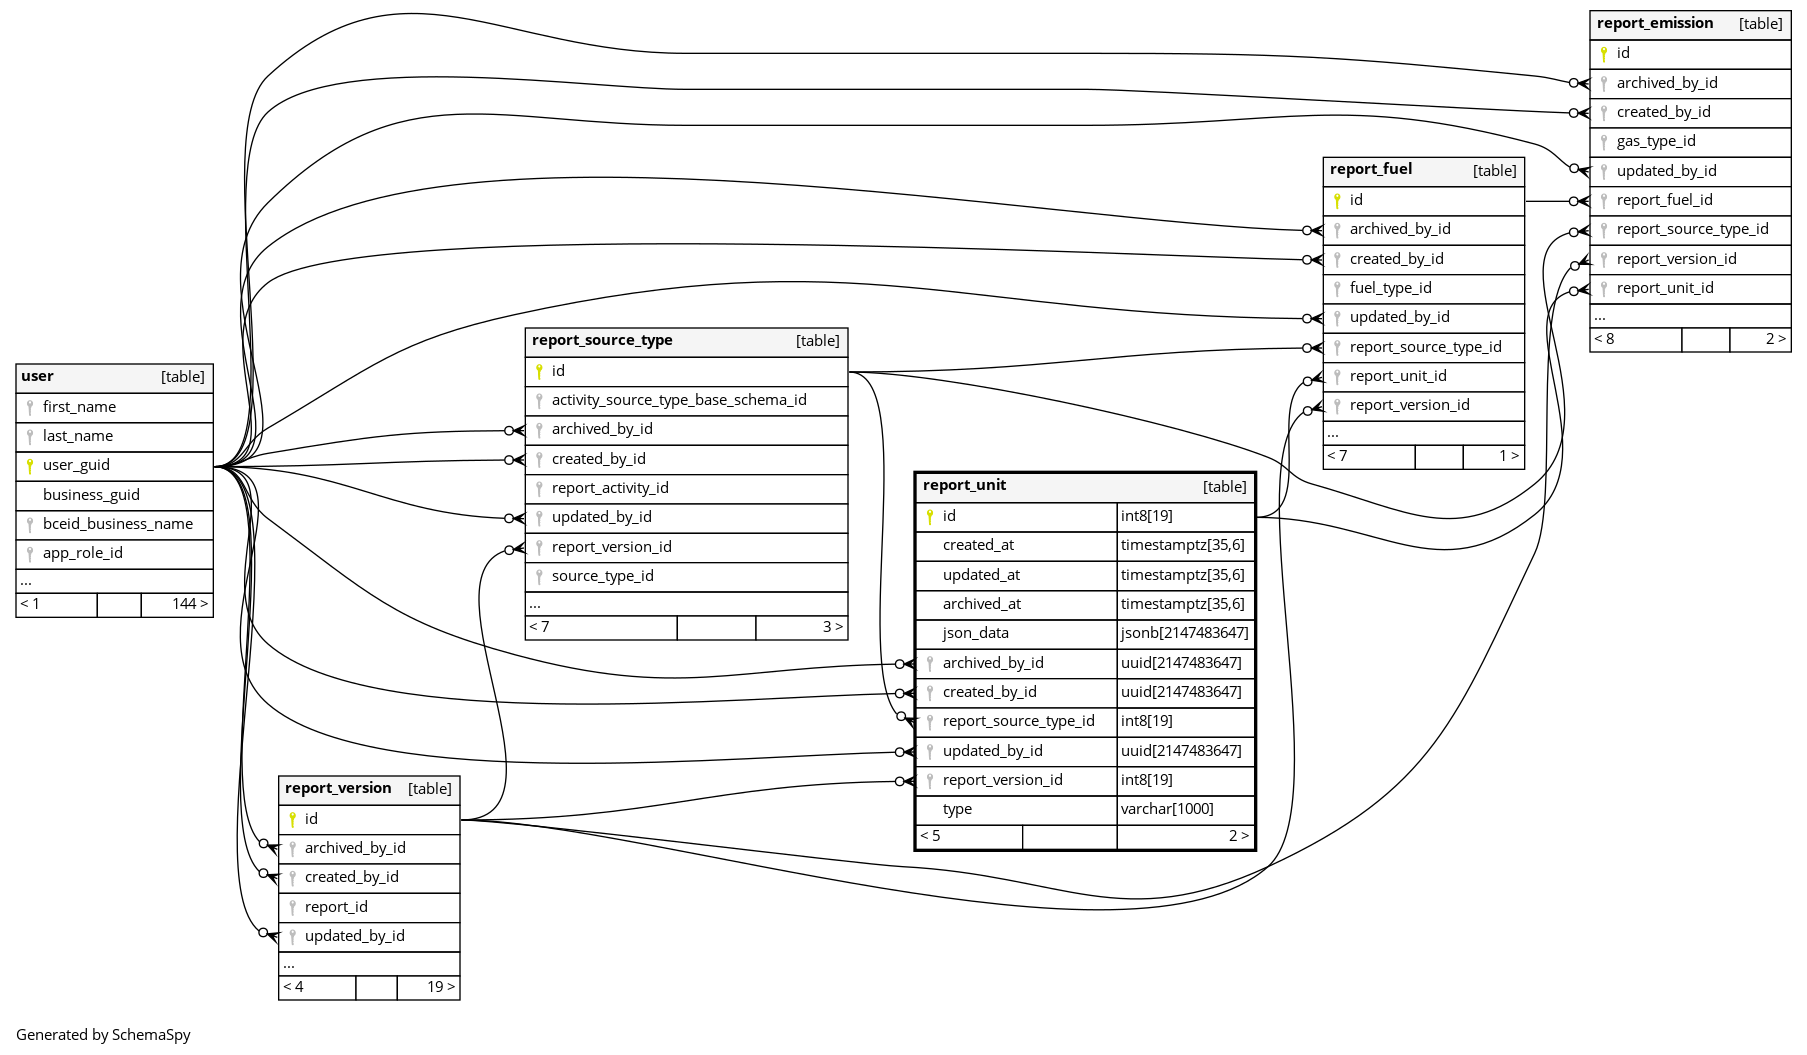 report_emission [table]
id
archived_by_id
created_by_id
gas_type_id
updated_by_id
report_fuel_id
report_source_type_id
report_version_id
report_unit_id
...
< 8 2 >
report_fuel [table]
id
archived_by_id
created_by_id
fuel_type_id
updated_by_id
report_source_type_id
report_unit_id
report_version_id
...
< 7 1 >
report_source_type [table]
id
activity_source_type_base_schema_id
archived_by_id
created_by_id
report_activity_id
updated_by_id
report_version_id
source_type_id
...
< 7 3 >
user [table]
first_name
last_name
user_guid
business_guid
bceid_business_name
app_role_id
...
< 1 144 >
report_unit [table]
id int8[19]
created_at timestamptz[35,6]
updated_at timestamptz[35,6]
archived_at timestamptz[35,6]
json_data jsonb[2147483647]
archived_by_id uuid[2147483647]
created_by_id uuid[2147483647]
report_source_type_id int8[19]
updated_by_id uuid[2147483647]
report_version_id int8[19]
type varchar[1000]
< 5 2 >
report_version [table]
id
archived_by_id
created_by_id
report_id
updated_by_id
...
< 4 19 >
Generated by SchemaSpy